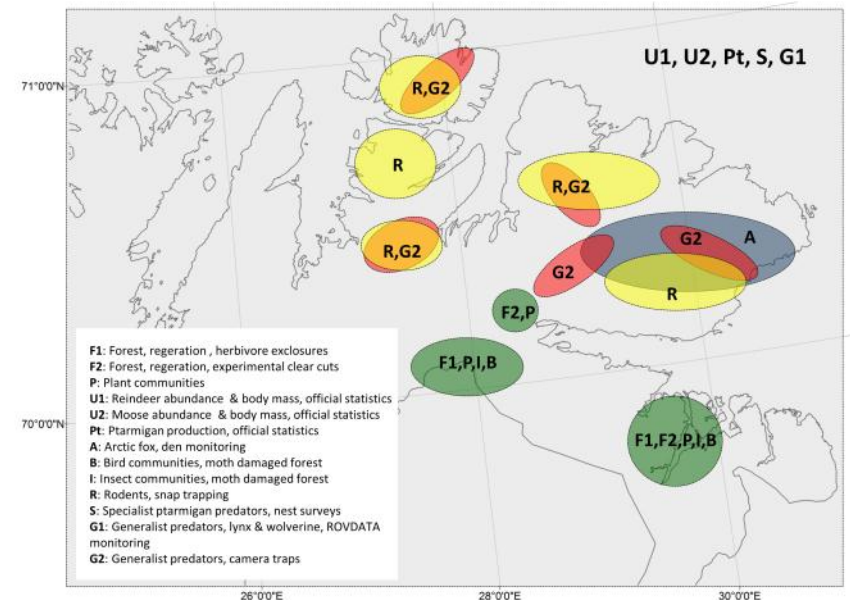 U1, U2, Pt, S, G1
71°0'0"N
R,G2
R
R,G2
R,G2
G2
A
G2
R
F2,P
F1,P,I,B
70°0'0"N
F1,F2,P,I,B
F1: Forest, regeration , herbivore exclosures
F2: Forest, regeration, experimental clear cuts
P: Plant communities
U1: Reindeer abundance & body mass, official statistics
U2: Moose abundance & body mass, official statistics
Pt: Ptarmigan production, official statistics
A: Arctic fox, den monitoring
B: Bird communities, moth damaged forest
I: Insect communities, moth damaged forest
R: Rodents, snap trapping
S: Specialist ptarmigan predators, nest surveys
G1: Generalist predators, lynx & wolverine, ROVDATA
monitoring
G2: Generalist predators, camera traps
26°0'0"E
28°0'0"E
30°0'0"E